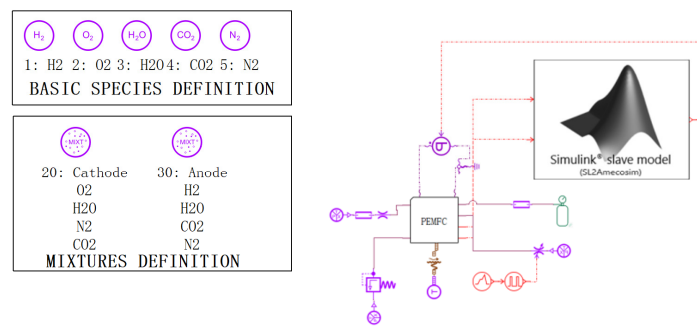 H₂ O₂ H₂O CO₂ N₂
1: H2 2: O2 3: H2O 4: CO2 5: N2
BASIC SPECIES DEFINITION
MIXT MIXT
20: Cathode 30: Anode
O2 H2
H2O H2O
N2 CO2
CO2 N2
MIXTURES DEFINITION
Simulink® slave model
(SL2Amecosim)
PEMFC
T